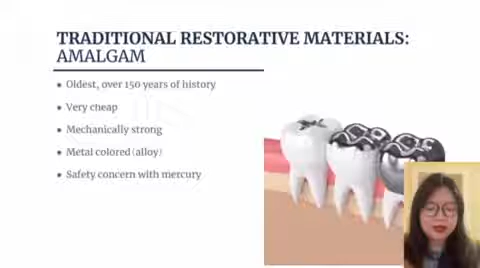 TRADITIONAL RESTORATIVE MATERIALS:
AMALGAM
• Oldest, over 150 years of history
• Very cheap
• Mechanically strong
• Metal colored (alloy)
• Safety concern with mercury